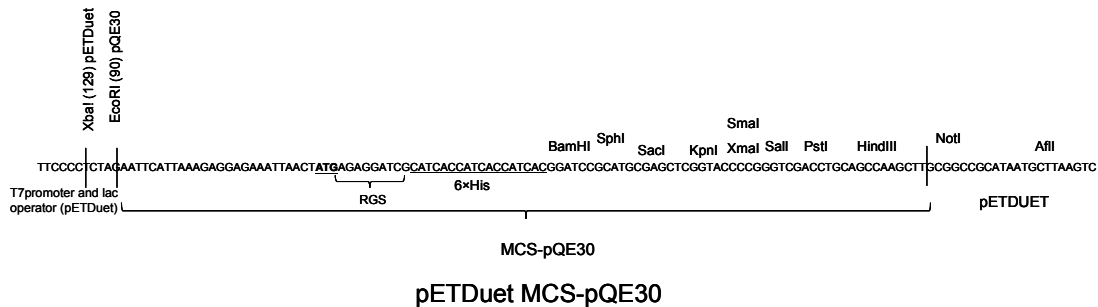 XbaI (129) pETDuet
EcoRI (90) pQE30
SmaI
BamHI SphI SacI KpnI XmaI SalI PstI HindIII NotI AflI
TTCCCCTCTAGAATTCATTAAAGAGGAGAAATTAACTATGAGAGGATCGCATCACCATCACCATCACGGATCCGCATGCGAGCTCGGTACCCCGGGTCGACCTGCAGCCAAGCTTGCGGCCGCATAATGCTTAAGTC
T7promoter and lac
operator (pETDuet)
RGS
6×His
pETDUET
MCS-pQE30
pETDuet MCS-pQE30